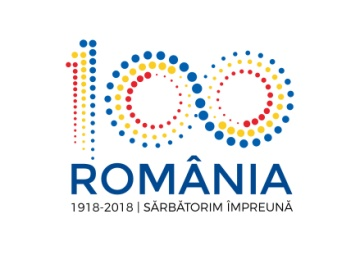 100
ROMÂNIA
1918-2018 | SĂRBĂTORIM ÎMPREUNĂ